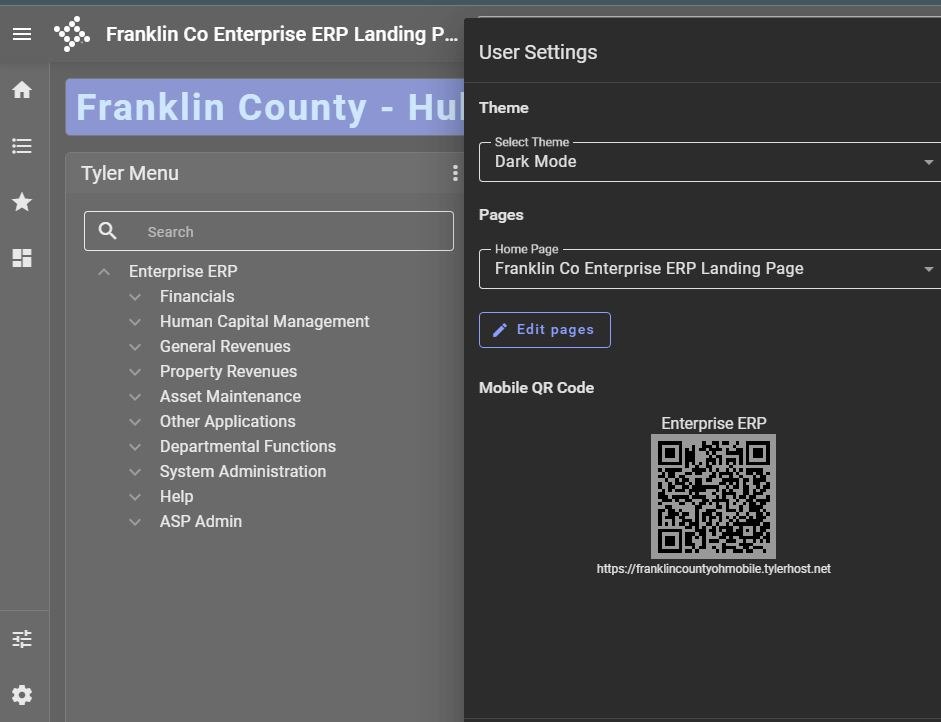 Franklin Co Enterprise ERP Landing P...
Franklin County - Hu
Tyler Menu
Search
Enterprise ERP
Financials
Human Capital Management
General Revenues
Property Revenues
Asset Maintenance
Other Applications
Departmental Functions
System Administration
Help
ASP Admin
User Settings
Theme
Select Theme
Dark Mode
Pages
Home Page
Franklin Co Enterprise ERP Landing Page
Edit pages
Mobile QR Code
Enterprise ERP
https://franklincountyohmobile.tylerhost.net